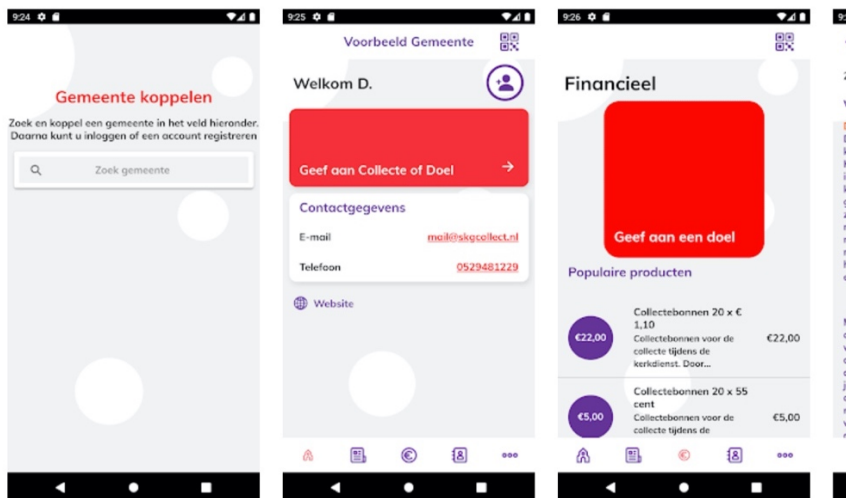 9:24
Gemeente koppelen
Zoek en koppel een gemeente in het veld hieronder.
Daarna kunt u inloggen of een account registreren
Zoek gemeente
9:25
Voorbeeld Gemeente
Welkom D.
Geef aan Collecte of Doel
Contactgegevens
E-mail mail@skgcollect.nl
Telefoon 0529481229
Website
9:26
Financieel
Geef aan een doel
Populaire producten
Collectebonnen 20 x €
1,10
€22,00
Collectebonnen voor de
collecte tijdens de
kerkdienst. Door...
€22,00
Collectebonnen 20 x 55
cent
€5,00
Collectebonnen voor de
collecte tijdens de
€5,00